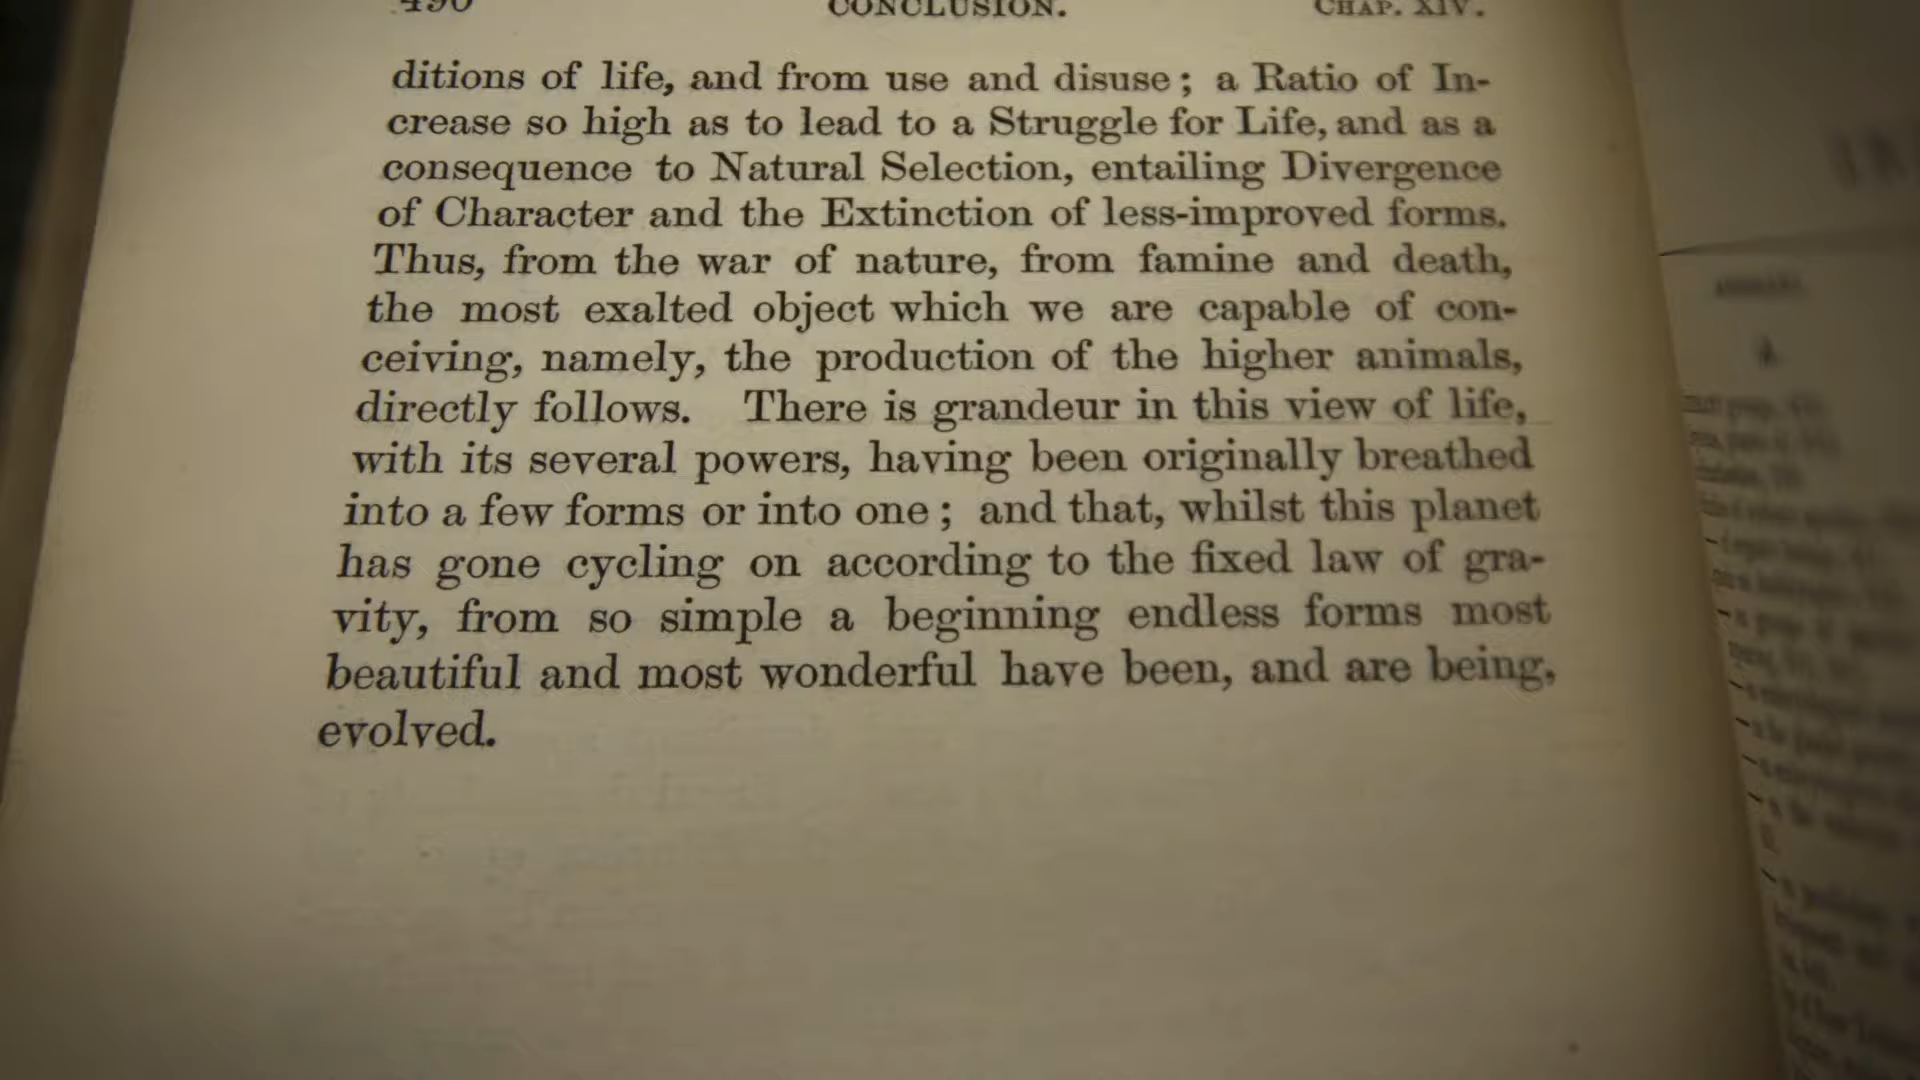 490 CONCLUSION. CHAP. XIV.
ditions of life, and from use and disuse; a Ratio of In-
crease so high as to lead to a Struggle for Life, and as a
consequence to Natural Selection, entailing Divergence
of Character and the Extinction of less-improved forms.
Thus, from the war of nature, from famine and death,
the most exalted object which we are capable of con-
ceiving, namely, the production of the higher animals,
directly follows. There is grandeur in this view of life,
with its several powers, having been originally breathed
into a few forms or into one; and that, whilst this planet
has gone cycling on according to the fixed law of gra-
vity, from so simple a beginning endless forms most
beautiful and most wonderful have been, and are being,
evolved.